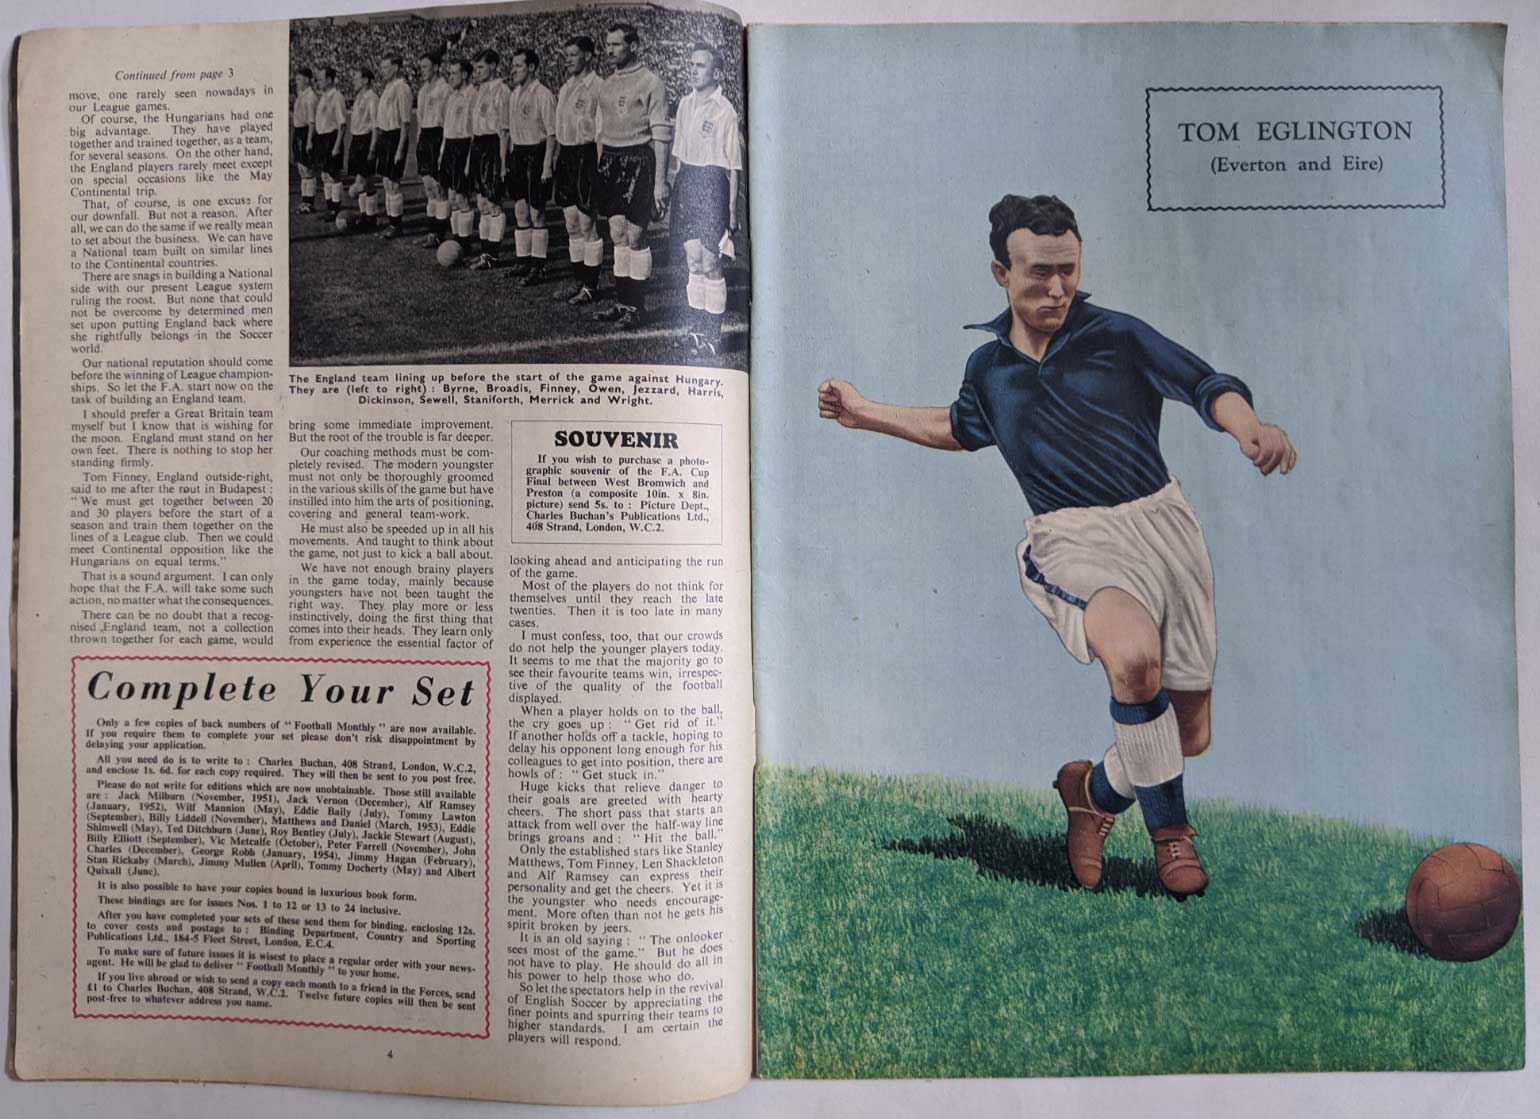 Continued from page 3
move, one rarely seen nowadays in
our League games.
Of course, the Hungarians had one
big advantage. They have played
together and trained together, as a team,
for several seasons. On the other hand,
the England players rarely meet except
on special occasions like the May
Continental trip.
That, of course, is one excuse for
our downfall. But not a reason. After
all, we can do the same if we really mean
to set about the business. We can have
a National team built on similar lines
to the Continental countries.
There are snags in building a National
side with our present League system
ruling the roost. But none that could
not be overcome by determined men
set upon putting England back where
she rightfully belongs in the Soccer
world.
Our national reputation should come
before the winning of League champion-
ships. So let the F.A. start now on the
task of building an England team.
I should prefer a Great Britain team
myself but I know that is wishing for
the moon. England must stand on her
own feet. There is nothing to stop her
standing firmly.
Tom Finney, England outside-right,
said to me after the rout in Budapest :
" We must get together between 20
and 30 players before the start of a
season and train them together on the
lines of a League club. Then we could
meet Continental opposition like the
Hungarians on equal terms."
That is a sound argument. I can only
hope that the F.A. will take some such
action, no matter what the consequences.
There can be no doubt that a recog-
nised England team, not a collection
thrown together for each game, would
The England team lining up before the start of the game against Hungary.
They are (left to right) : Byrne, Broadis, Finney, Owen, Jezzard, Harris,
Dickinson, Sewell, Staniforth, Merrick and Wright.
bring some immediate improvement.
But the root of the trouble is far deeper.
Our coaching methods must be com-
pletely revised. The modern youngster
must not only be thoroughly groomed
in the various skills of the game but have
instilled into him the arts of positioning,
covering and general team-work.
He must also be speeded up in all his
movements. And taught to think about
the game, not just to kick a ball about.
We have not enough brainy players
in the game today, mainly because
youngsters have not been taught the
right way. They play more or less
instinctively, doing the first thing that
comes into their heads. They learn only
from experience the essential factor of
SOUVENIR
If you wish to purchase a photo-
graphic souvenir of the F.A. Cup
Final between West Bromwich and
Preston (a composite 10in. x 8in.
picture) send 5s. to : Picture Dept.,
Charles Buchan's Publications Ltd.,
408 Strand, London, W.C.2.
looking ahead and anticipating the run
of the game.
Most of the players do not think for
themselves until they reach the late
twenties. Then it is too late in many
cases.
I must confess, too, that our crowds
do not help the younger players today.
It seems to me that the majority go to
see their favourite teams win, irrespec-
tive of the quality of the football
displayed.
When a player holds on to the ball,
the cry goes up : " Get rid of it."
If another holds off a tackle, hoping to
delay his opponent long enough for his
colleagues to get into position, there are
howls of : " Get stuck in."
Huge kicks that relieve danger to
their goals are greeted with hearty
cheers. The short pass that starts an
attack from well over the half-way line
brings groans and : " Hit the ball."
Only the established stars like Stanley
Matthews, Tom Finney, Len Shackleton
and Alf Ramsey can express their
personality and get the cheers. Yet it is
the youngster who needs encourage-
ment. More often than not he gets his
spirit broken by jeers.
It is an old saying : " The onlooker
sees most of the game." But he does
not have to play. He should do all in
his power to help those who do.
So let the spectators help in the revival
of English Soccer by appreciating the
finer points and spurring their teams to
higher standards. I am certain the
players will respond.
Complete Your Set
Only a few copies of back numbers of " Football Monthly " are now available.
If you require them to complete your set please don't risk disappointment by
delaying your application.
All you need do is to write to : Charles Buchan, 408 Strand, London, W.C.2,
and enclose 1s. 6d. for each copy required. They will then be sent to you post free.
Please do not write for editions which are now unobtainable. Those still available
are : Jack Milburn (November, 1951), Jack Vernon (December), Alf Ramsey
(January, 1952), Wilf Mannion (May), Eddie Baily (July), Tommy Lawton
(September), Billy Liddell (November), Matthews and Daniel (March, 1953), Eddie
Shimwell (May), Ted Ditchburn (June), Roy Bentley (July), Jackie Stewart (August),
Billy Elliott (September), Vic Metcalfe (October), Peter Farrell (November), John
Charles (December), George Robb (January, 1954), Jimmy Hagan (February),
Stan Rickaby (March), Jimmy Mullen (April), Tommy Docherty (May) and Albert
Quixall (June).
It is also possible to have your copies bound in luxurious book form.
These bindings are for issues Nos. 1 to 12 or 13 to 24 inclusive.
After you have completed your sets of these send them for binding, enclosing 12s.
to cover costs and postage to : Binding Department, Country and Sporting
Publications Ltd., 184-5 Fleet Street, London, E.C.4.
To make sure of future issues it is wisest to place a regular order with your news-
agent. He will be glad to deliver " Football Monthly " to your home.
If you live abroad or wish to send a copy each month to a friend in the Forces, send
£1 to Charles Buchan, 408 Strand, W.C.2. Twelve future copies will then be sent
post-free to whatever address you name.
4
TOM EGLINGTON
(Everton and Eire)